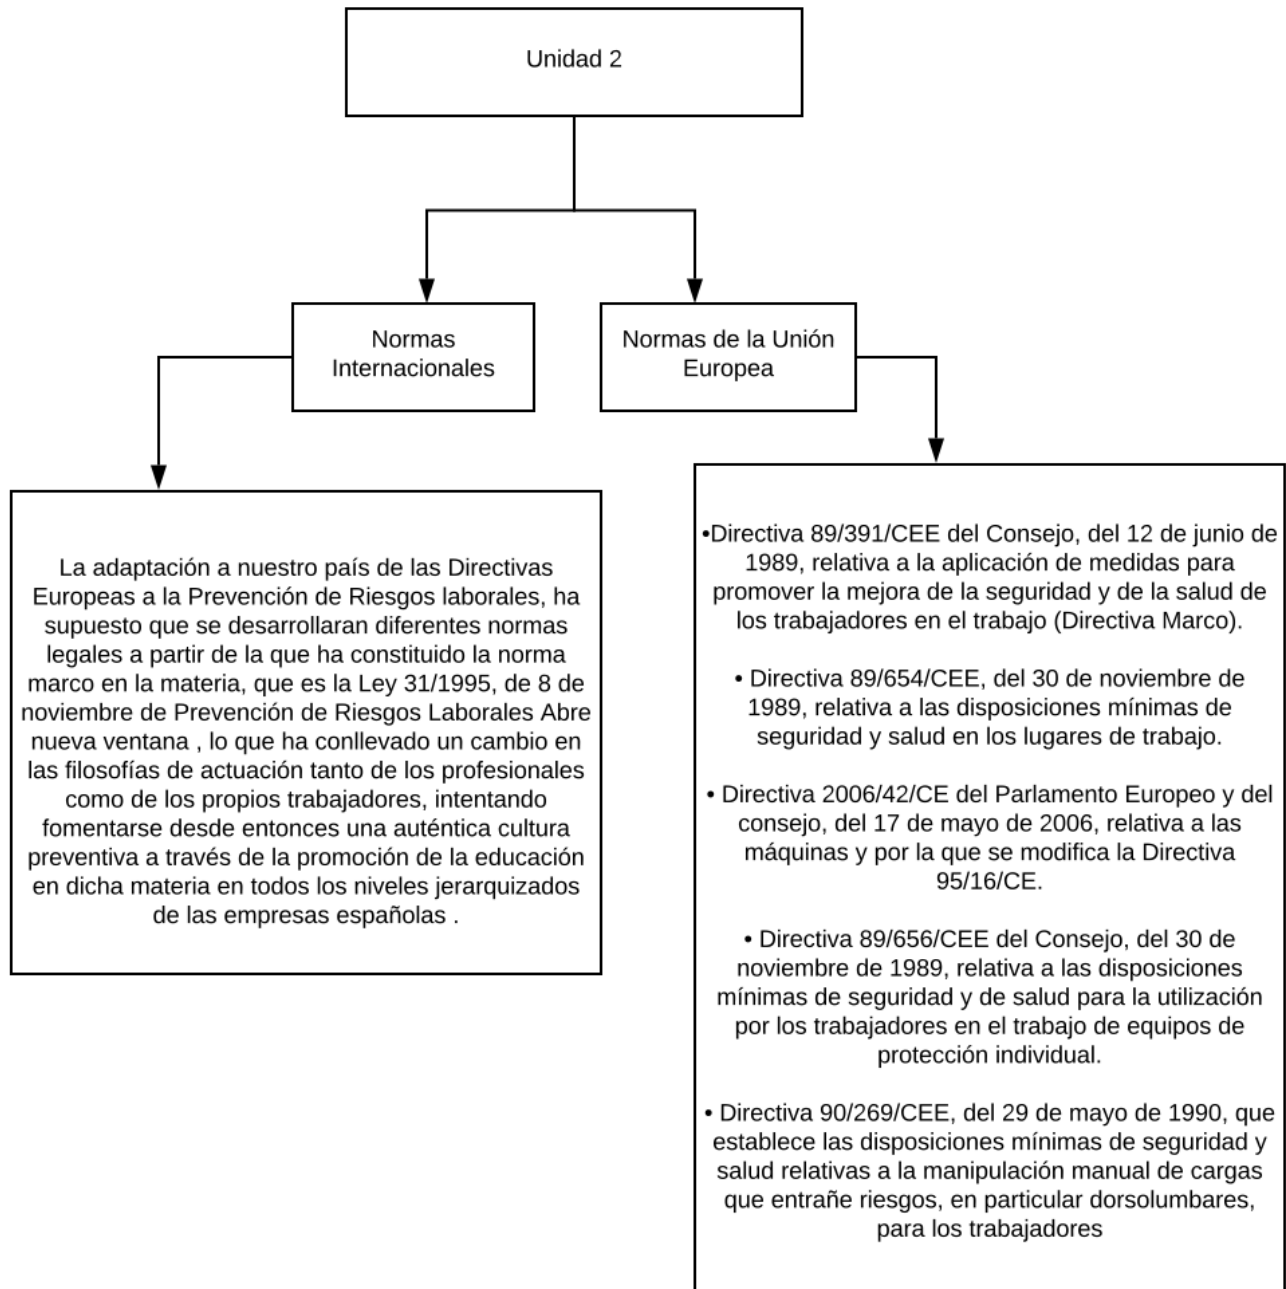 Unidad 2
Normas
Internacionales
Normas de la Unión
Europea
La adaptación a nuestro país de las Directivas
Europeas a la Prevención de Riesgos laborales, ha
supuesto que se desarrollaran diferentes normas
legales a partir de la que ha constituido la norma
marco en la materia, que es la Ley 31/1995, de 8 de
noviembre de Prevención de Riesgos Laborales Abre
nueva ventana , lo que ha conllevado un cambio en
las filosofías de actuación tanto de los profesionales
como de los propios trabajadores, intentando
fomentarse desde entonces una auténtica cultura
preventiva a través de la promoción de la educación
en dicha materia en todos los niveles jerarquizados
de las empresas españolas .
•Directiva 89/391/CEE del Consejo, del 12 de junio de
1989, relativa a la aplicación de medidas para
promover la mejora de la seguridad y de la salud de
los trabajadores en el trabajo (Directiva Marco).
• Directiva 89/654/CEE, del 30 de noviembre de
1989, relativa a las disposiciones mínimas de
seguridad y salud en los lugares de trabajo.
• Directiva 2006/42/CE del Parlamento Europeo y del
consejo, del 17 de mayo de 2006, relativa a las
máquinas y por la que se modifica la Directiva
95/16/CE.
• Directiva 89/656/CEE del Consejo, del 30 de
noviembre de 1989, relativa a las disposiciones
mínimas de seguridad y de salud para la utilización
por los trabajadores en el trabajo de equipos de
protección individual.
• Directiva 90/269/CEE, del 29 de mayo de 1990, que
establece las disposiciones mínimas de seguridad y
salud relativas a la manipulación manual de cargas
que entrañe riesgos, en particular dorsolumbares,
para los trabajadores